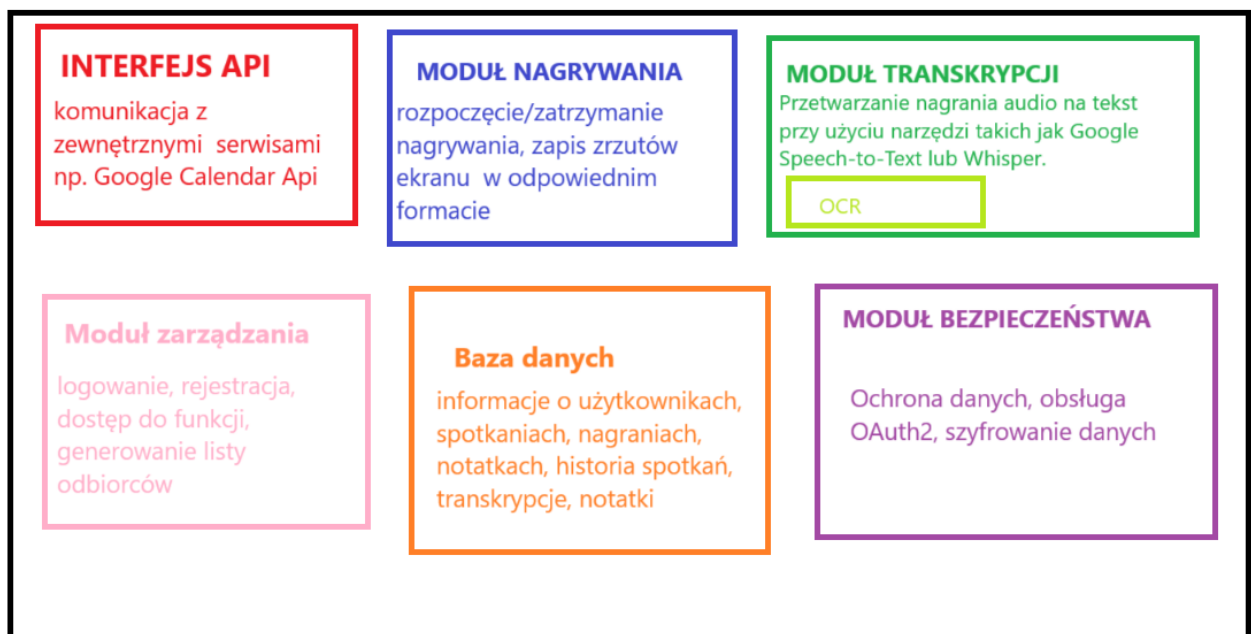 INTERFEJS API
komunikacja z
zewnętrznymi serwisami
np. Google Calendar Api
MODUŁ NAGRYWANIA
rozpoczęcie/zatrzymanie
nagrywania, zapis zrzutów
ekranu w odpowiednim
formacie
MODUŁ TRANSKRYPCJI
Przetwarzanie nagrania audio na tekst
przy użyciu narzędzi takich jak Google
Speech-to-Text lub Whisper.
OCR
Moduł zarządzania
logowanie, rejestracja,
dostęp do funkcji,
generowanie listy
odbiorców
Baza danych
informacje o użytkownikach,
spotkaniach, nagraniach,
notatkach, historia spotkań,
transkrypcje, notatki
MODUŁ BEZPIECZEŃSTWA
Ochrona danych, obsługa
OAuth2, szyfrowanie danych